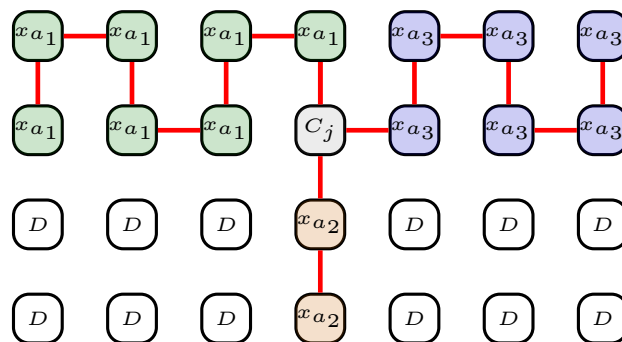 x_{a_1} x_{a_1} x_{a_1} x_{a_1} x_{a_3} x_{a_3} x_{a_3}
x_{a_1} x_{a_1} x_{a_1} C_j x_{a_3} x_{a_3} x_{a_3}
D D D x_{a_2} D D D
D D D x_{a_2} D D D